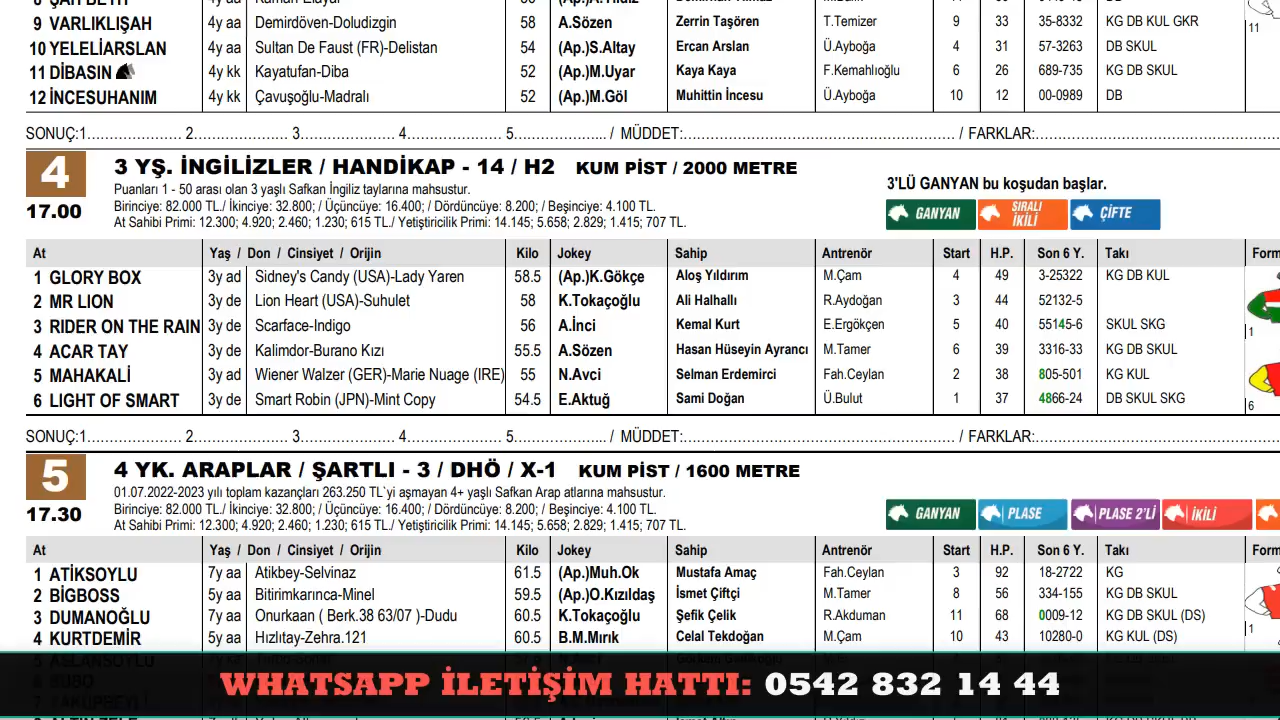 9 VARLIKLIŞAH 4y aa Demirdöven-Doludizgin 58 A.Sözen Zerrin Taşören T.Temizer 9 33 35-8332 KG DB KUL GKR
10 YELELİARSLAN 4y aa Sultan De Faust (FR)-Delistan 54 (Ap.)S.Altay Ercan Arslan Ü.Ayboğa 4 31 57-3263 DB SKUL
11 DİBASIN 4y kk Kayatufan-Diba 52 (Ap.)M.Uyar Kaya Kaya F.Kemahlıoğlu 6 26 689-735 KG DB SKUL
12 İNCESUHANIM 4y kk Çavuşoğlu-Madralı 52 (Ap.)M.Göl Muhittin İncesu Ü.Ayboğa 10 12 00-0989 DB
11
SONUÇ:1..................... 2..................... 3..................... 4..................... 5..................... / MÜDDET:............................................................ / FARKLAR:............................................................
4 3 YŞ. İNGİLİZLER / HANDİKAP - 14 / H2 KUM PİST / 2000 METRE
17.00
Puanları 1 - 50 arası olan 3 yaşlı Safkan İngiliz taylarına mahsustur.
Birinciye: 82.000 TL./ İkinciye: 32.800; / Üçüncüye: 16.400; / Dördüncüye: 8.200; / Beşinciye: 4.100 TL.
At Sahibi Primi: 12.300; 4.920; 2.460; 1.230; 615 TL./ Yetiştiricilik Primi: 14.145; 5.658; 2.829; 1.415; 707 TL.
3'LÜ GANYAN bu koşudan başlar.
GANYAN SIRALI İKİLİ ÇİFTE
At Yaş / Don / Cinsiyet / Orijin Kilo Jokey Sahip Antrenör Start H.P. Son 6 Y. Takı Form
1 GLORY BOX 3y ad Sidney's Candy (USA)-Lady Yaren 58.5 (Ap.)K.Gökçe Aloş Yıldırım M.Çam 4 49 3-25322 KG DB KUL
2 MR LION 3y de Lion Heart (USA)-Suhulet 58 K.Tokaçoğlu Ali Halhallı R.Aydoğan 3 44 52132-5
3 RIDER ON THE RAIN 3y de Scarface-Indigo 56 A.İnci Kemal Kurt E.Ergökçen 5 40 55145-6 SKUL SKG
1
4 ACAR TAY 3y de Kalimdor-Burano Kızı 55.5 A.Sözen Hasan Hüseyin Ayrancı M.Tamer 6 39 3316-33 KG DB SKUL
5 MAHAKALİ 3y ad Wiener Walzer (GER)-Marie Nuage (IRE) 55 N.Avci Selman Erdemirci Fah.Ceylan 2 38 805-501 KG KUL
6 LIGHT OF SMART 3y de Smart Robin (JPN)-Mint Copy 54.5 E.Aktuğ Sami Doğan Ü.Bulut 1 37 4866-24 DB SKUL SKG
6
SONUÇ:1..................... 2..................... 3..................... 4..................... 5..................... / MÜDDET:............................................................ / FARKLAR:............................................................
5 4 YK. ARAPLAR / ŞARTLI - 3 / DHÖ / X-1 KUM PİST / 1600 METRE
17.30
01.07.2022-2023 yılı toplam kazançları 263.250 TL`yi aşmayan 4+ yaşlı Safkan Arap atlarına mahsustur.
Birinciye: 82.000 TL./ İkinciye: 32.800; / Üçüncüye: 16.400; / Dördüncüye: 8.200; / Beşinciye: 4.100 TL.
At Sahibi Primi: 12.300; 4.920; 2.460; 1.230; 615 TL./ Yetiştiricilik Primi: 14.145; 5.658; 2.829; 1.415; 707 TL.
GANYAN PLASE PLASE 2'Lİ İKİLİ
At Yaş / Don / Cinsiyet / Orijin Kilo Jokey Sahip Antrenör Start H.P. Son 6 Y. Takı Form
1 ATİKSOYLU 7y aa Atikbey-Selvinaz 61.5 (Ap.)Muh.Ok Mustafa Amaç Fah.Ceylan 3 92 18-2722 KG
2 BİGBOSS 5y aa Bitirimkarınca-Minel 59.5 (Ap.)O.Kızıldaş İsmet Çiftçi M.Tamer 8 56 334-155 KG DB SKUL
3 DUMANOĞLU 7y aa Onurkaan ( Berk.38 63/07 )-Dudu 60.5 K.Tokaçoğlu Şefik Çelik R.Akduman 11 68 0009-12 KG DB SKUL (DS)
1
4 KURTDEMİR 5y aa Hızlıtay-Zehra.121 60.5 B.M.Mırık Celal Tekdoğan M.Çam 10 43 10280-0 KG KUL (DS)
5 ASLANSOYLU
WHATSAPP İLETİŞİM HATTI: 0542 832 14 44